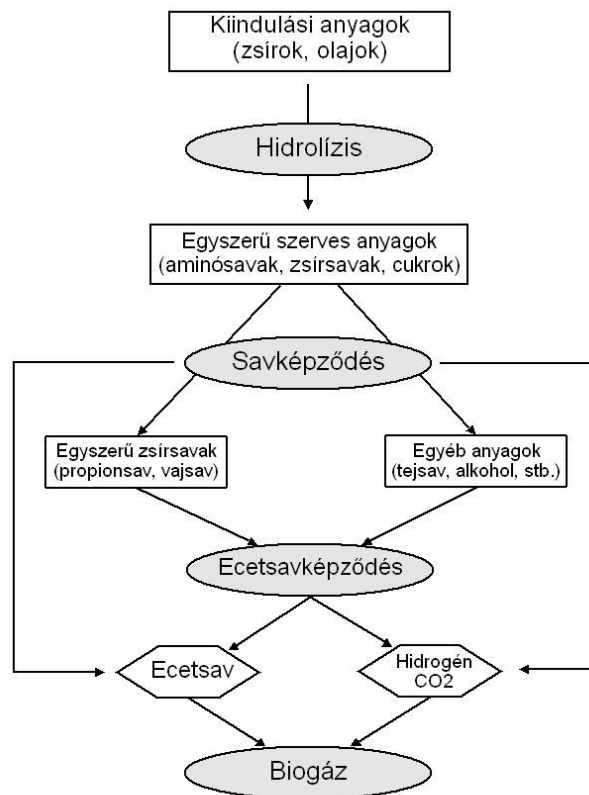 Kiindulási anyagok
(zsírok, olajok)
Hidrolízis
Egyszerű szerves anyagok
(aminósavak, zsírsavak, cukrok)
Savképződés
Egyszerű zsírsavak
(propionsav, vajsav)
Egyéb anyagok
(tejsav, alkohol, stb.)
Ecetsavképződés
Ecetsav
Hidrogén
CO2
Biogáz